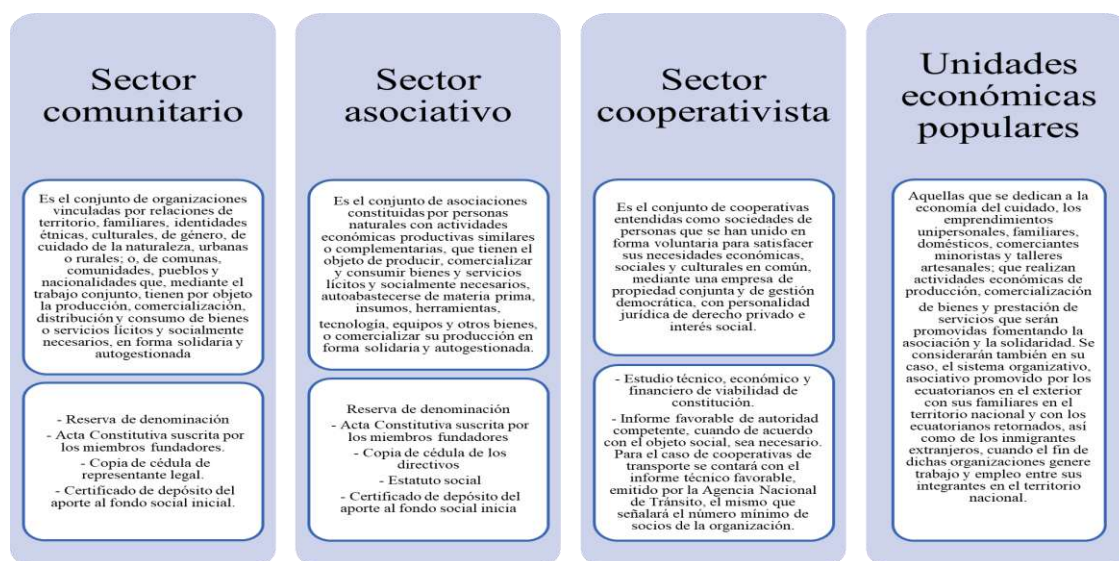 Sector
comunitario
Es el conjunto de organizaciones
vinculadas por relaciones de
territorio, familiares, identidades
étnicas, culturales, de género, de
cuidado de la naturaleza, urbanas
o rurales; o, de comunas,
comunidades, pueblos y
nacionalidades que, mediante el
trabajo conjunto, tienen por objeto
la producción, comercialización,
distribución y consumo de bienes
o servicios lícitos y socialmente
necesarios, en forma solidaria y
autogestionada
- Reserva de denominación
- Acta Constitutiva suscrita por
los miembros fundadores.
- Copia de cédula de
representante legal.
- Certificado de depósito del
aporte al fondo social inicial.
Sector
asociativo
Es el conjunto de asociaciones
constituidas por personas
naturales con actividades
económicas productivas similares
o complementarias, que tienen el
objeto de producir, comercializar
y consumir bienes y servicios
lícitos y socialmente necesarios,
autoabastecerse de materia prima,
insumos, herramientas,
tecnología, equipos y otros bienes,
o comercializar su producción en
forma solidaria y autogestionada.
Reserva de denominación
- Acta Constitutiva suscrita por
los miembros fundadores
- Copia de cédula de los
directivos
- Estatuto social
- Certificado de depósito del
aporte al fondo social inicia
Sector
cooperativista
Es el conjunto de cooperativas
entendidas como sociedades de
personas que se han unido en
forma voluntaria para satisfacer
sus necesidades económicas,
sociales y culturales en común,
mediante una empresa de
propiedad conjunta y de gestión
democrática, con personalidad
jurídica de derecho privado e
interés social.
- Estudio técnico, económico y
financiero de viabilidad de
constitución.
- Informe favorable de autoridad
competente, cuando de acuerdo
con el objeto social, sea necesario.
Para el caso de cooperativas de
transporte se contará con el
informe técnico favorable,
emitido por la Agencia Nacional
de Tránsito, el mismo que
señalará el número mínimo de
socios de la organización.
Unidades
económicas
populares
Aquellas que se dedican a la
economía del cuidado, los
emprendimientos
unipersonales, familiares,
domésticos, comerciantes
minoristas y talleres
artesanales; que realizan
actividades económicas de
producción, comercialización
de bienes y prestación de
servicios que serán
promovidas fomentando la
asociación y la solidaridad. Se
considerarán también en su
caso, el sistema organizativo,
asociativo promovido por los
ecuatorianos en el exterior
con sus familiares en el
territorio nacional y con los
ecuatorianos retornados, así
como de los inmigrantes
extranjeros, cuando el fin de
dichas organizaciones genere
trabajo y empleo entre sus
integrantes en el territorio
nacional.